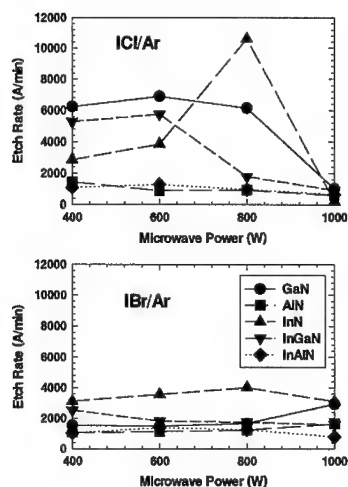 ICl/Ar
Etch Rate (A/min)
12000
10000
8000
6000
4000
2000
0
400
600
800
1000
Microwave Power (W)
IBr/Ar
Etch Rate (A/min)
12000
10000
8000
6000
4000
2000
0
GaN
AlN
InN
InGaN
InAlN
400
600
800
1000
Microwave Power (W)